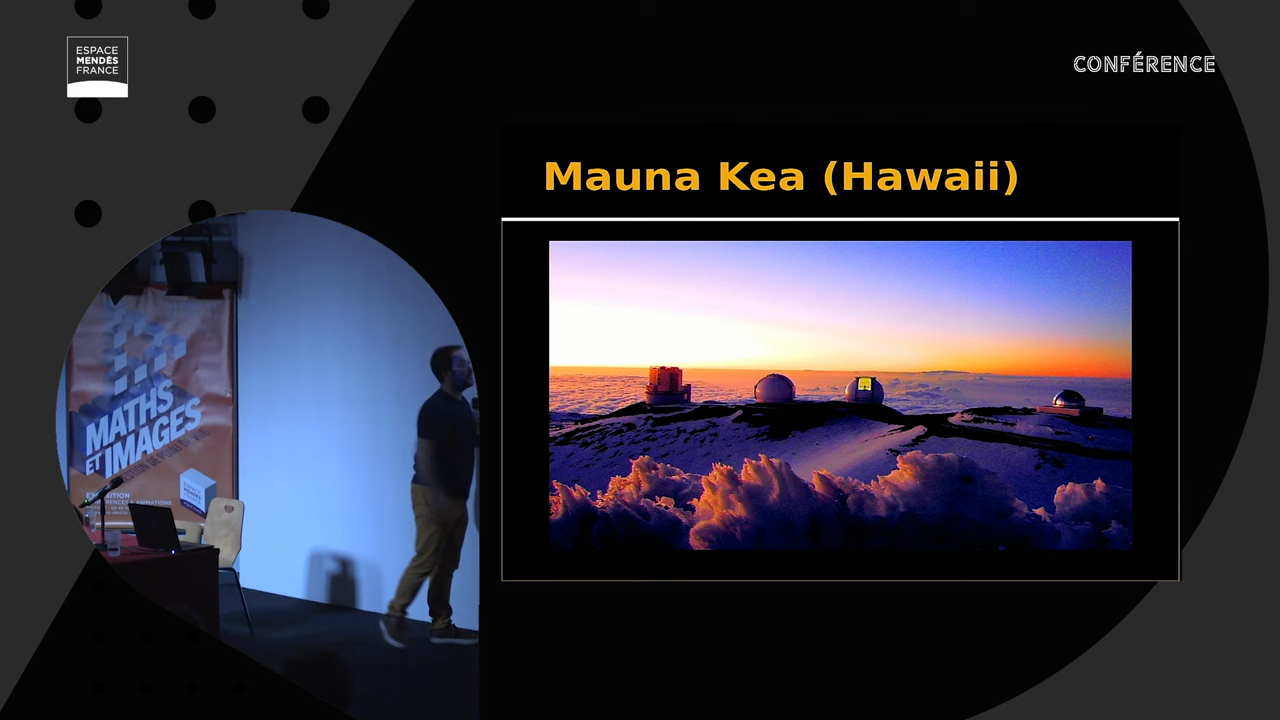 ESPACE
MENDÈS
FRANCE
CONFÉRENCE
Mauna Kea (Hawaii)
MATHS
ET IMAGES